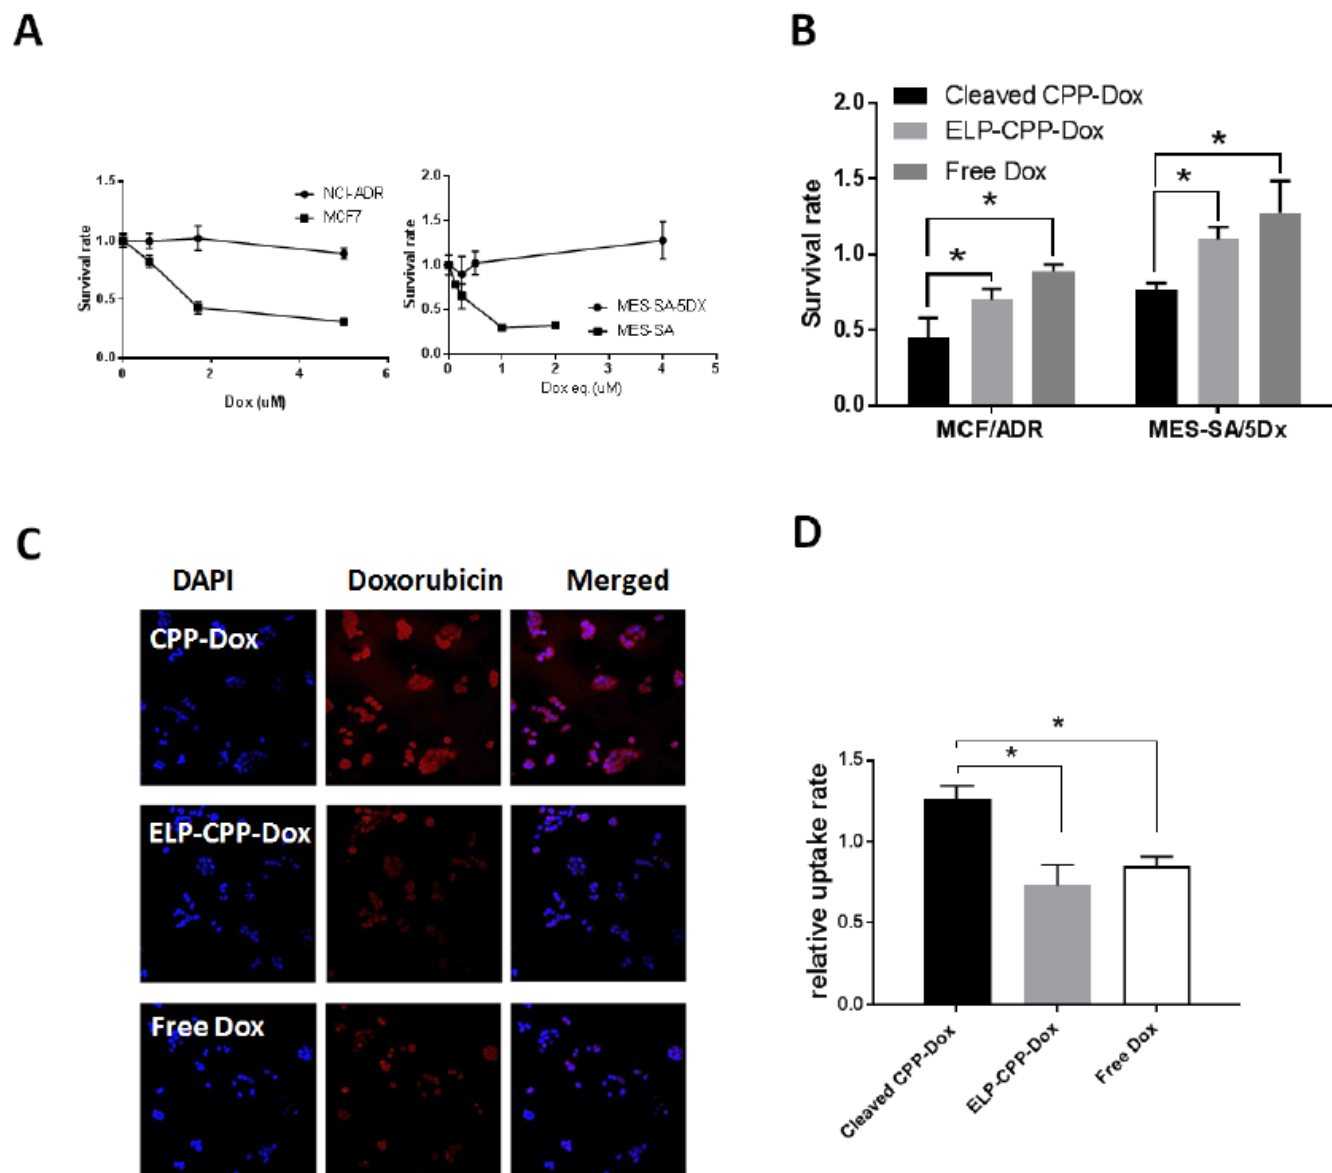 A
1.5
1.0
0.5
0.0
Survival rate
NCI-ADR
MCF7
0
2
4
6
Dox (uM)
2.0
1.5
1.0
0.5
0.0
Survival rate
MES-SA-5DX
MES-SA
0
1
2
3
4
5
Dox eq.(uM)
B
Cleaved CPP-Dox
ELP-CPP-Dox
Free Dox
2.0
1.5
1.0
0.5
0.0
Survival rate
*
*
*
*
MCF/ADR
MES-SA/5Dx
C
DAPI
Doxorubicin
Merged
CPP-Dox
ELP-CPP-Dox
Free Dox
D
1.5
1.0
0.5
0.0
relative uptake rate
*
*
Cleaved CPP-Dox
ELP-CPP-Dox
Free Dox